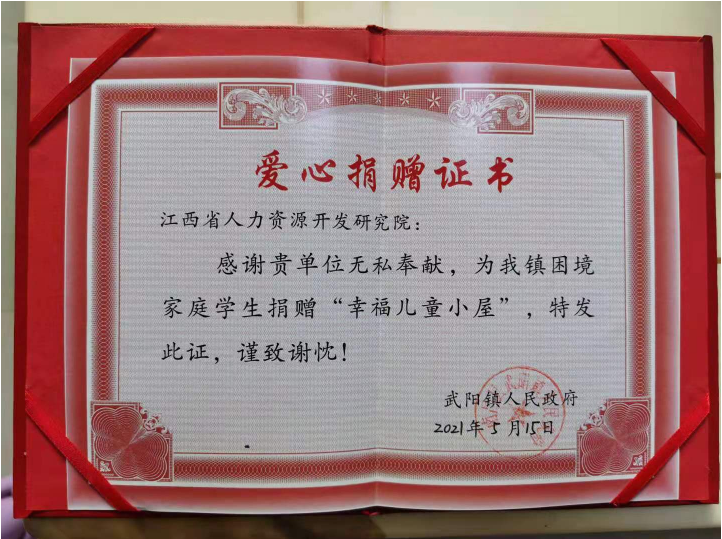 爱心捐赠证书
江西省人力资源开发研究院：
感谢贵单位无私奉献，为我镇困境
家庭学生捐赠“幸福儿童小屋”，特发
此证，谨致谢忱！
武阳镇人民政府
2021年5月15日